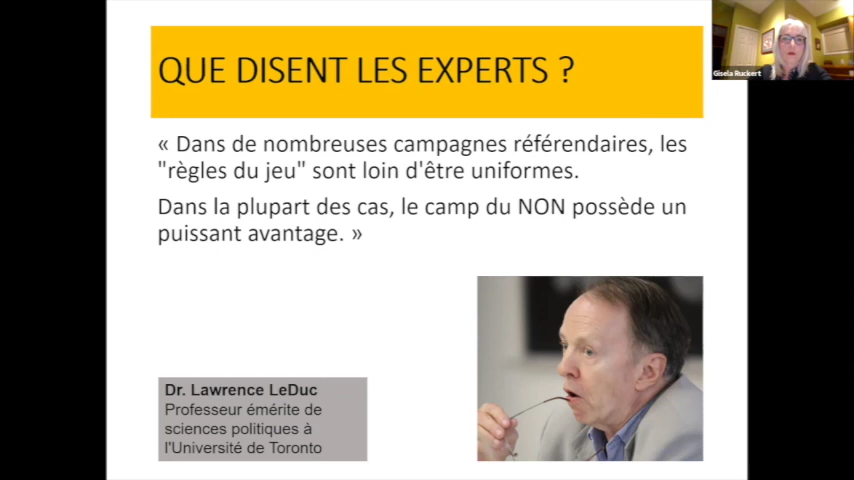 QUE DISENT LES EXPERTS ?
Gisela Ruckert
« Dans de nombreuses campagnes référendaires, les
"règles du jeu" sont loin d'être uniformes.
Dans la plupart des cas, le camp du NON possède un
puissant avantage. »
Dr. Lawrence LeDuc
Professeur émérite de
sciences politiques à
l'Université de Toronto